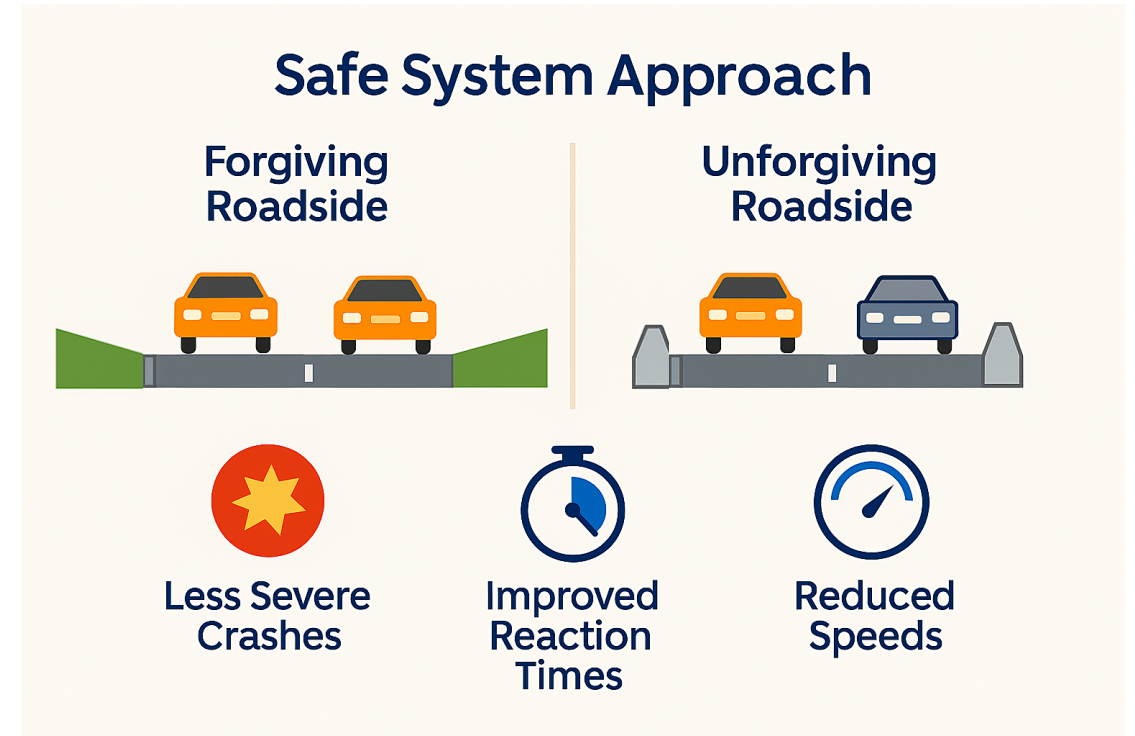 Safe System Approach
Forgiving
Roadside
Unforgiving
Roadside
Less Severe
Crashes
Improved
Reaction
Times
Reduced
Speeds